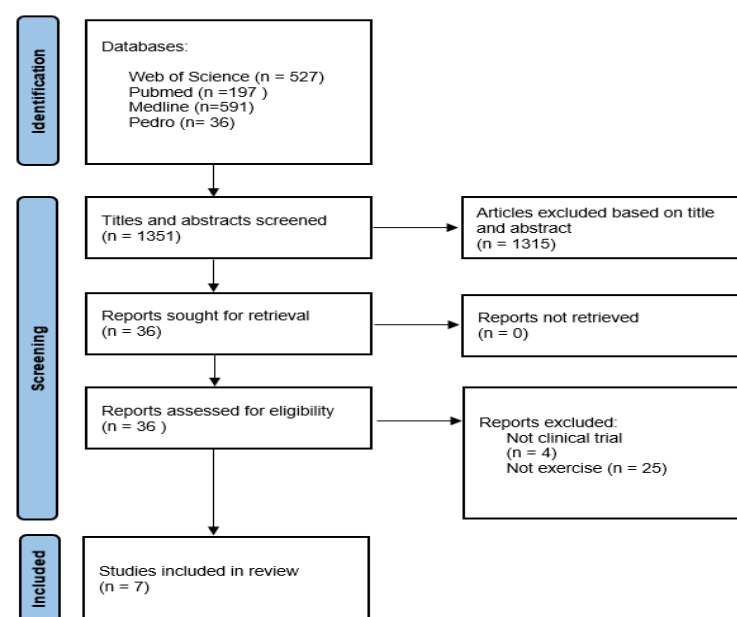 Identification
Databases:
Web of Science (n = 527)
Pubmed (n =197 )
Medline (n=591)
Pedro (n= 36)
Screening
Titles and abstracts screened
(n = 1351)
Articles excluded based on title
and abstract
(n = 1315)
Reports sought for retrieval
(n = 36)
Reports not retrieved
(n = 0)
Reports assessed for eligibility
(n = 36 )
Reports excluded:
Not clinical trial
(n = 4)
Not exercise (n = 25)
Included
Studies included in review
(n = 7)